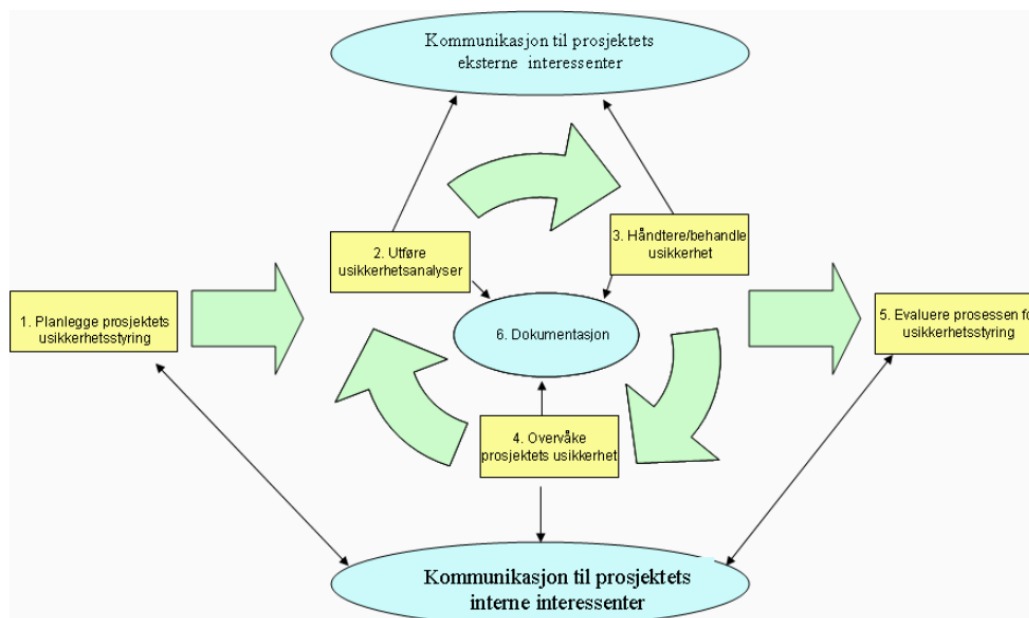 Kommunikasjon til prosjektets
eksterne interessenter
2. Utføre
usikkerhetsanalyser
3. Håndtere/behandle
usikkerhet
1. Planlegge prosjektets
usikkerhetsstyring
6. Dokumentasjon
5. Evaluere prosessen fo
usikkerhetsstyring
4. Overvåke
prosjektets usikkerhet
Kommunikasjon til prosjektets
interne interessenter